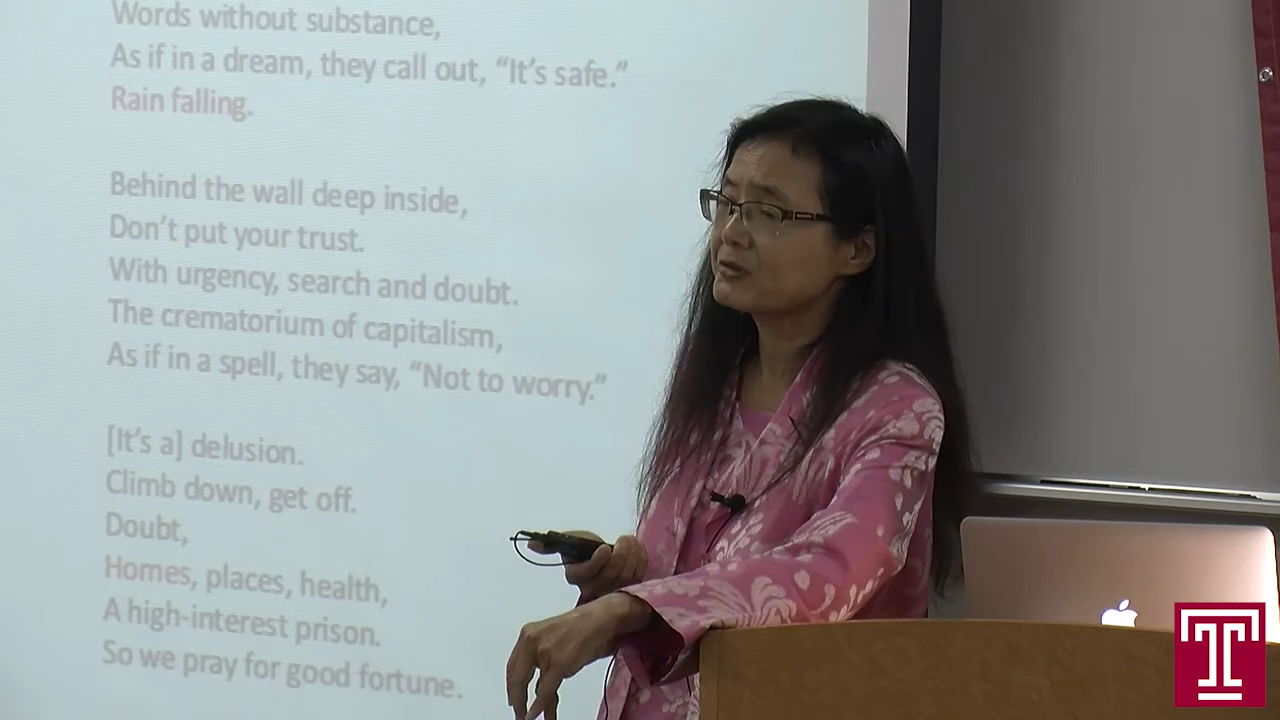 Words without substance,
As if in a dream, they call out, “It’s safe.”
Rain falling.
Behind the wall deep inside,
Don’t put your trust.
With urgency, search and doubt.
The crematorium of capitalism,
As if in a spell, they say, “Not to worry.”
[It’s a] delusion.
Climb down, get off.
Doubt,
Homes, places, health,
A high-interest prison.
So we pray for good fortune.
T